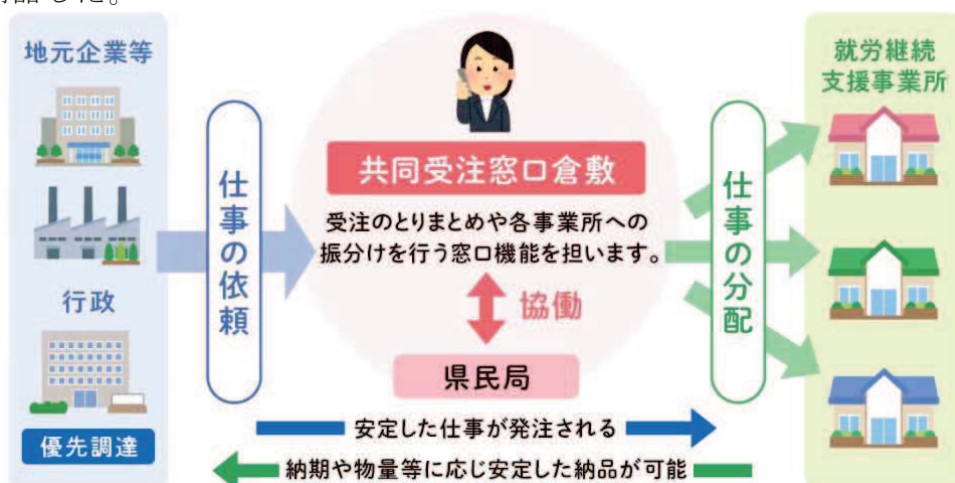 地元企業等
行政
優先調達
仕事の依頼
共同受注窓口倉敷
受注のとりまとめや各事業所への
振分けを行う窓口機能を担います。
協働
県民局
仕事の分配
就労継続
支援事業所
安定した仕事が発注される
納期や物量等に応じ安定した納品が可能